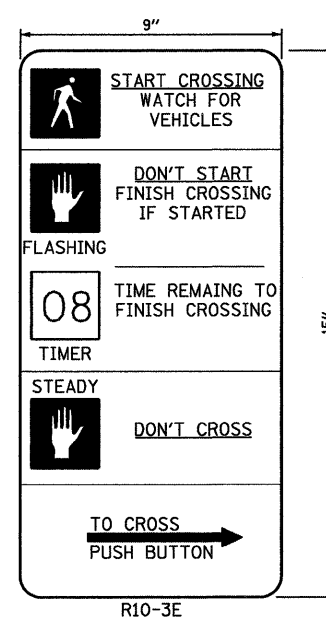 9"
START CROSSING
WATCH FOR
VEHICLES
DON'T START
FINISH CROSSING
IF STARTED
FLASHING
08
TIME REMAING TO
FINISH CROSSING
TIMER
STEADY
DON'T CROSS
TO CROSS
PUSH BUTTON
R10-3E